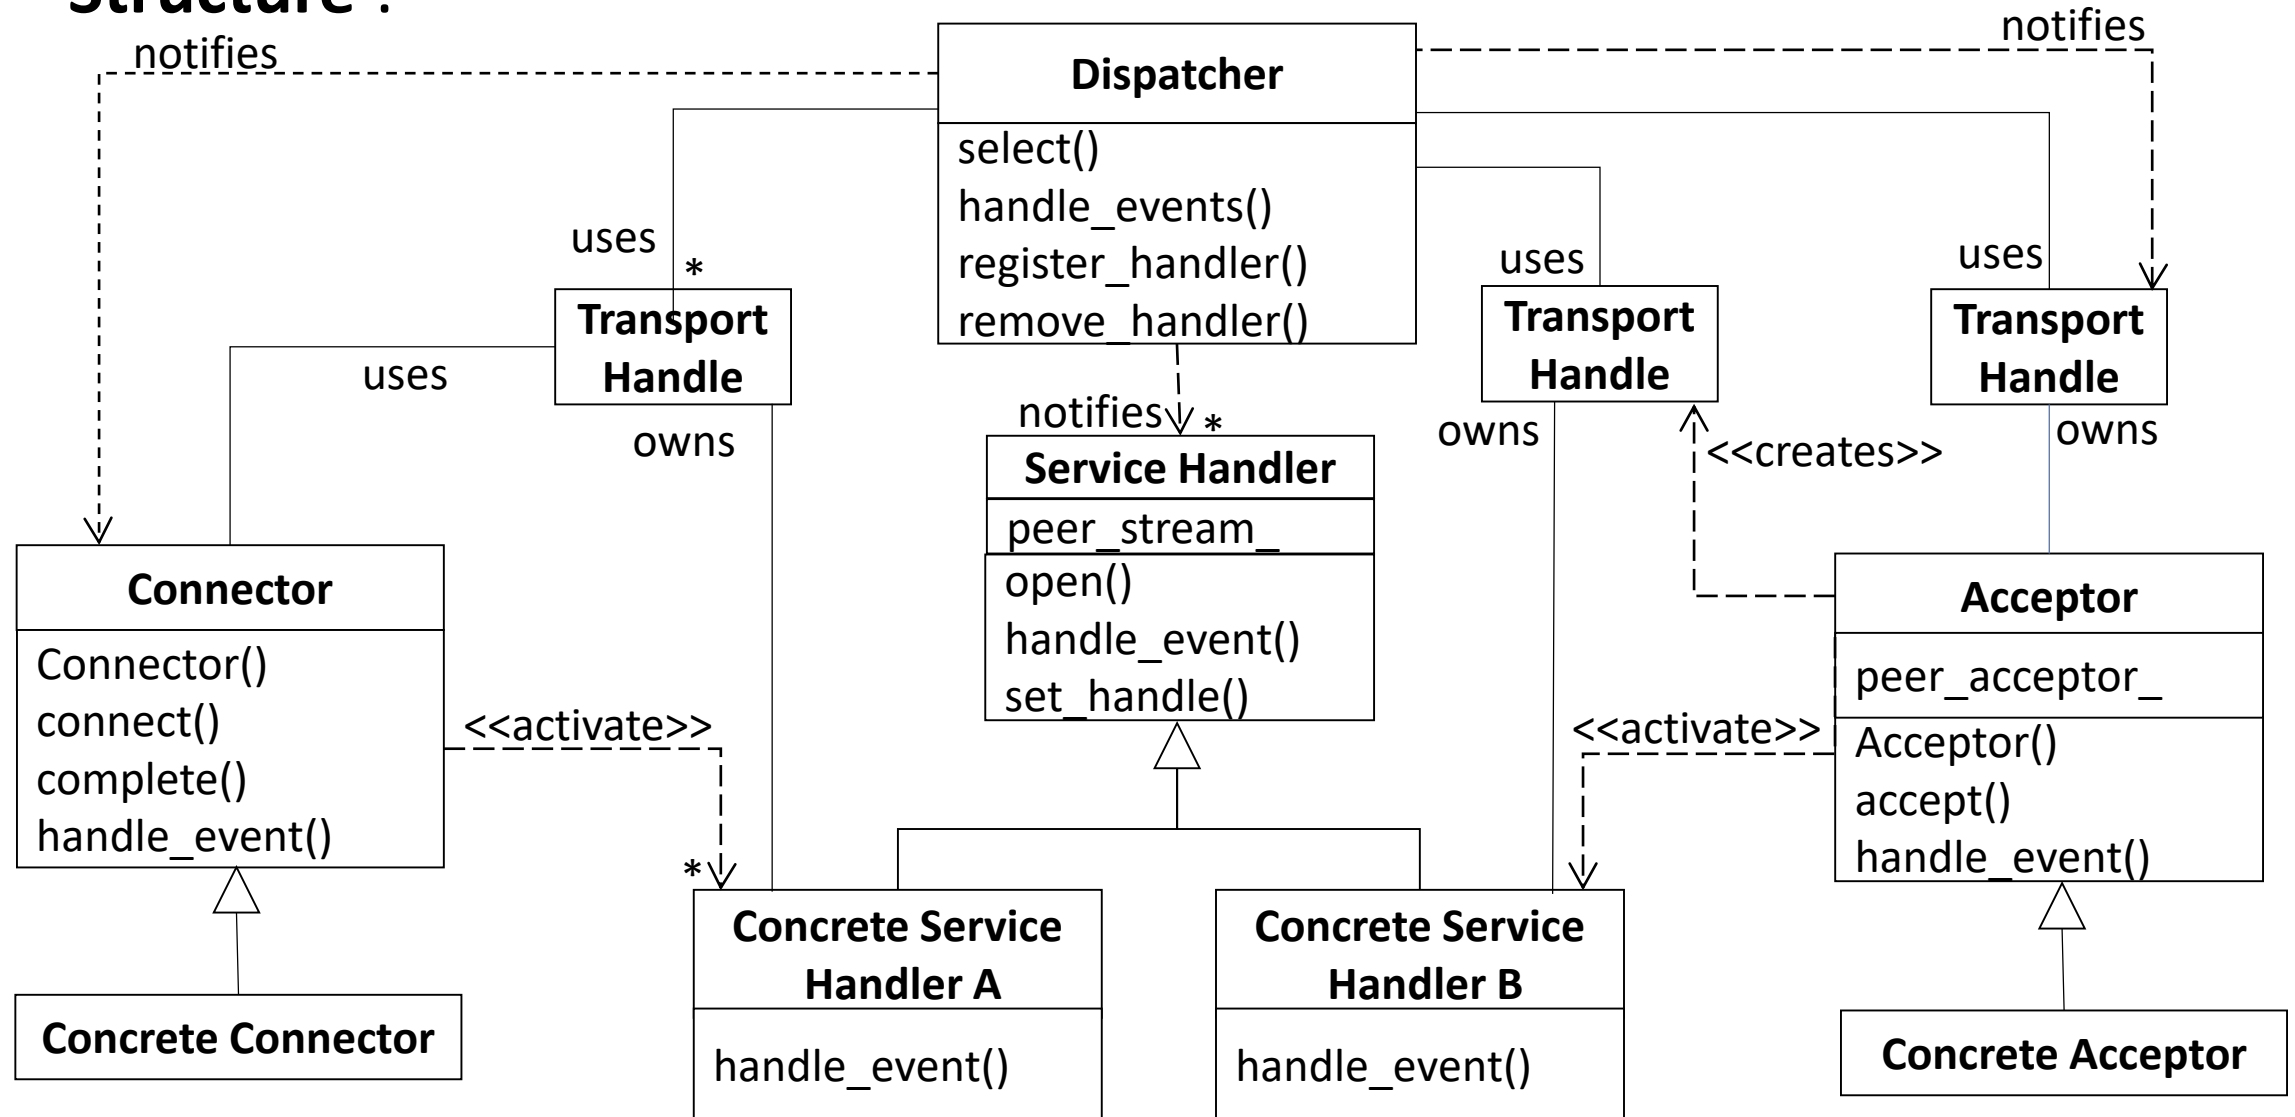 Structure :
notifies
notifies
Dispatcher
select()
handle_events()
register_handler()
remove_handler()
uses
*
uses
uses
Transport
Handle
Transport
Handle
Transport
Handle
uses
owns
notifies
*
owns
<<creates>>
owns
Service Handler
peer_stream_
open()
handle_event()
set_handle()
Connector
Connector()
connect()
complete()
handle_event()
<<activate>>
*
<<activate>>
Acceptor
peer_acceptor_
Acceptor()
accept()
handle_event()
Concrete Connector
Concrete Service
Handler A
handle_event()
Concrete Service
Handler B
handle_event()
Concrete Acceptor